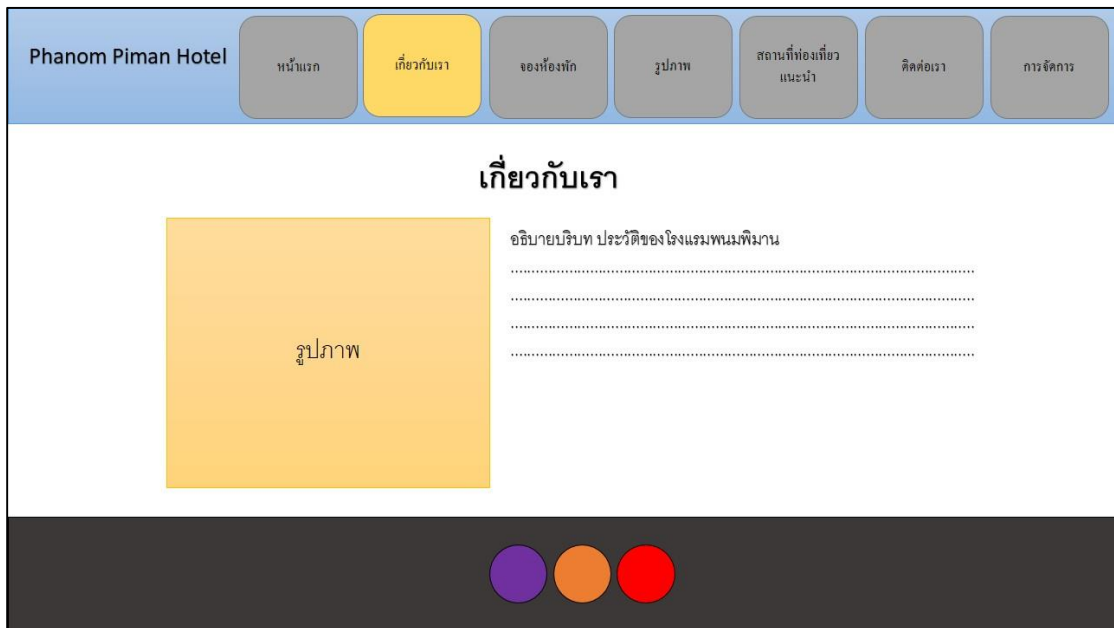 Phanom Piman Hotel
หน้าแรก
เกี่ยวกับเรา
จองห้องพัก
รูปภาพ
สถานที่ท่องเที่ยว
แนะนำ
ติดต่อเรา
การจัดการ
เกี่ยวกับเรา
รูปภาพ
อธิบายบริบท ประวัติของโรงแรมพนมพิมาน